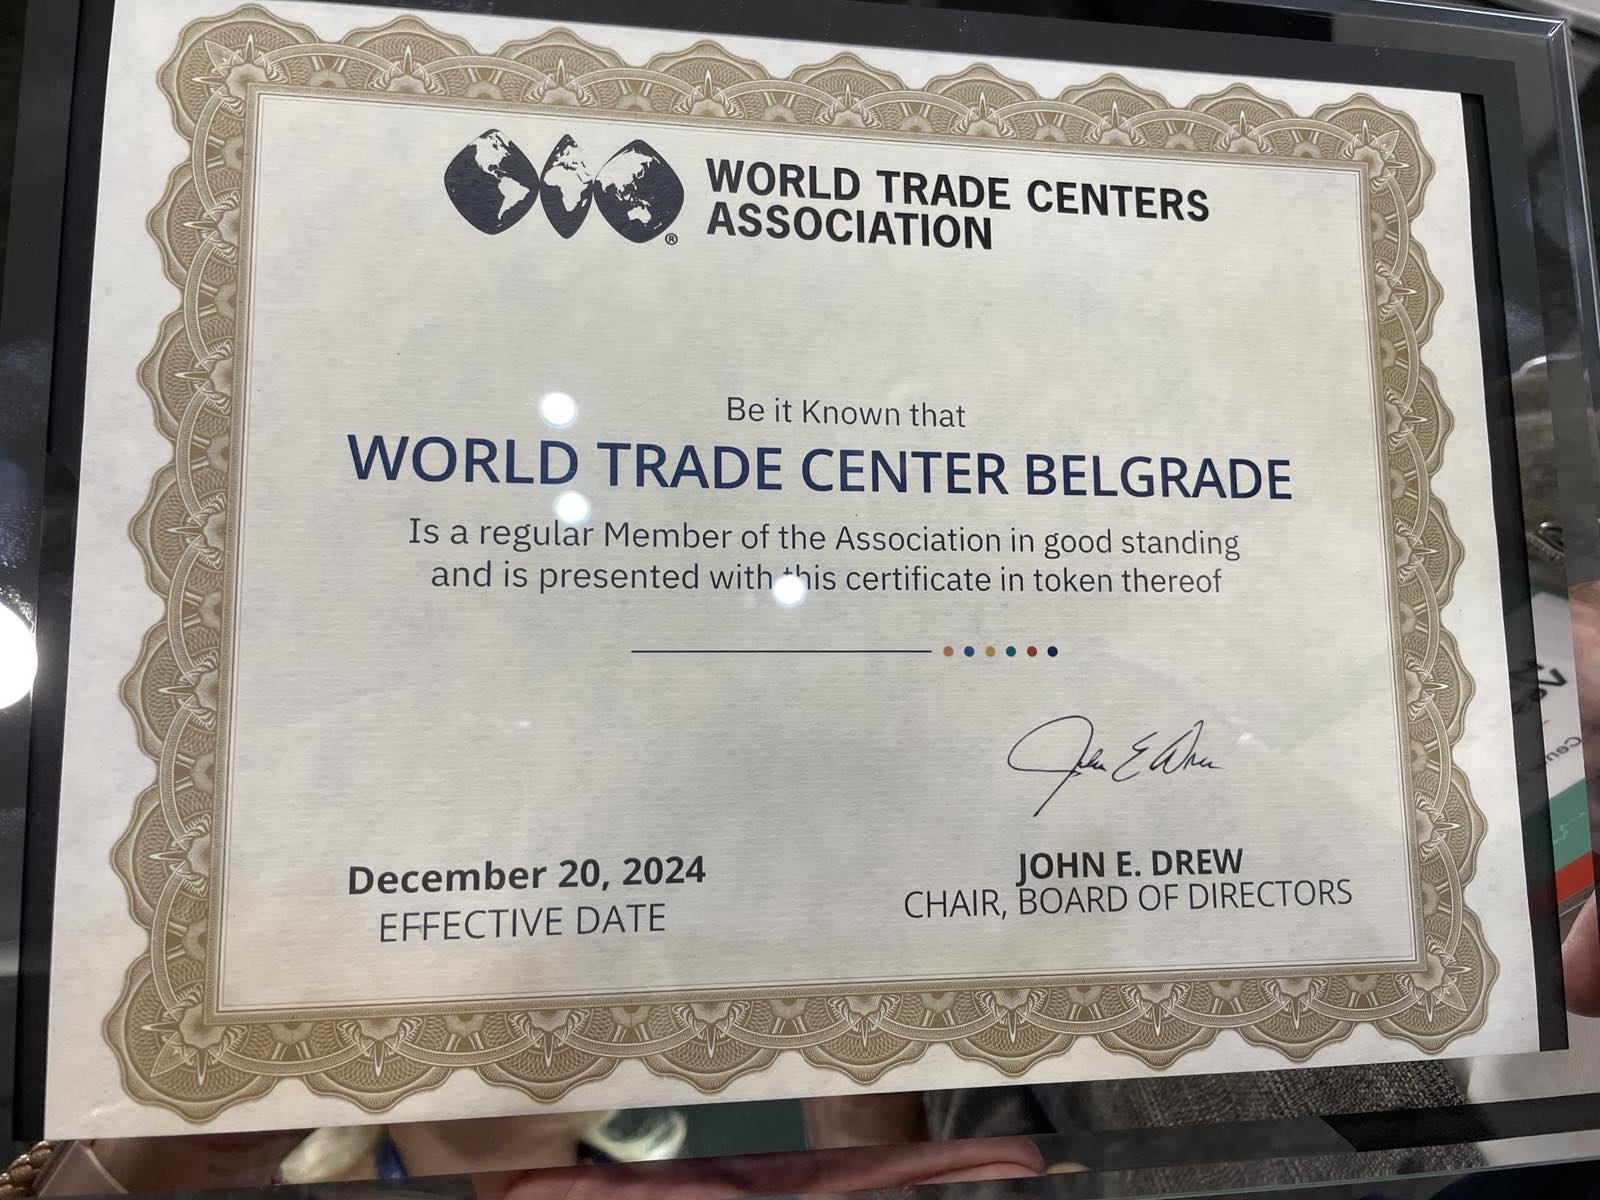 WORLD TRADE CENTERS
ASSOCIATION
®
Be it Known that
WORLD TRADE CENTER BELGRADE
Is a regular Member of the Association in good standing
and is presented with this certificate in token thereof
John E Drew
December 20, 2024
EFFECTIVE DATE
JOHN E. DREW
CHAIR, BOARD OF DIRECTORS